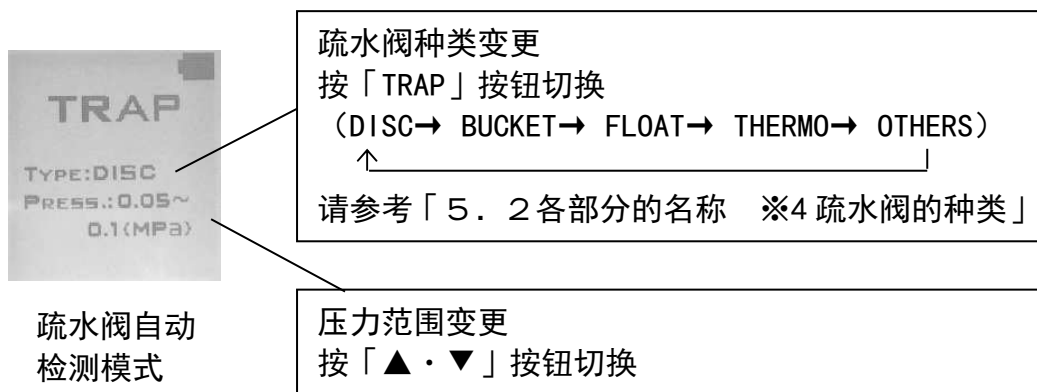 TRAP
TYPE:DISC
PRESS.:0.05~
0.1(MPa)
疏水阀自动
检测模式
疏水阀种类变更
按「TRAP」按钮切换
（DISC→ BUCKET→ FLOAT→ THERMO→ OTHERS）
请参考「５．２各部分的名称　※4 疏水阀的种类」
压力范围变更
按「▲・▼」按钮切换